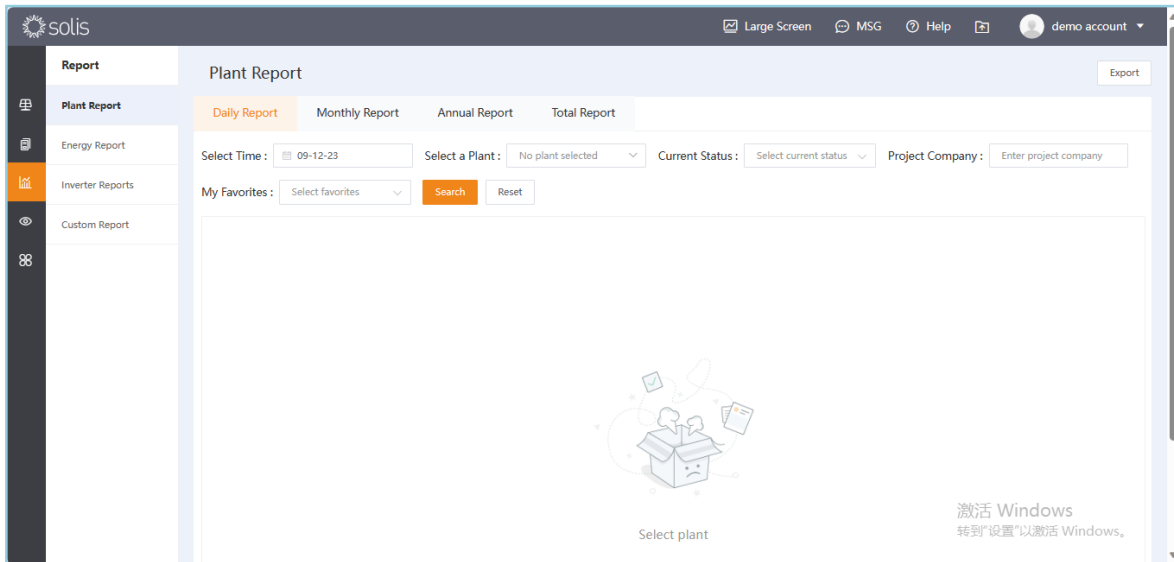 solis
Large Screen MSG Help demo account
Report
Plant Report
Energy Report
Inverter Reports
Custom Report
Plant Report
Export
Daily Report Monthly Report Annual Report Total Report
Select Time : 09-12-23 Select a Plant : No plant selected Current Status : Select current status Project Company : Enter project company
My Favorites : Select favorites Search Reset
Select plant
激活 Windows
转到"设置"以激活 Windows。